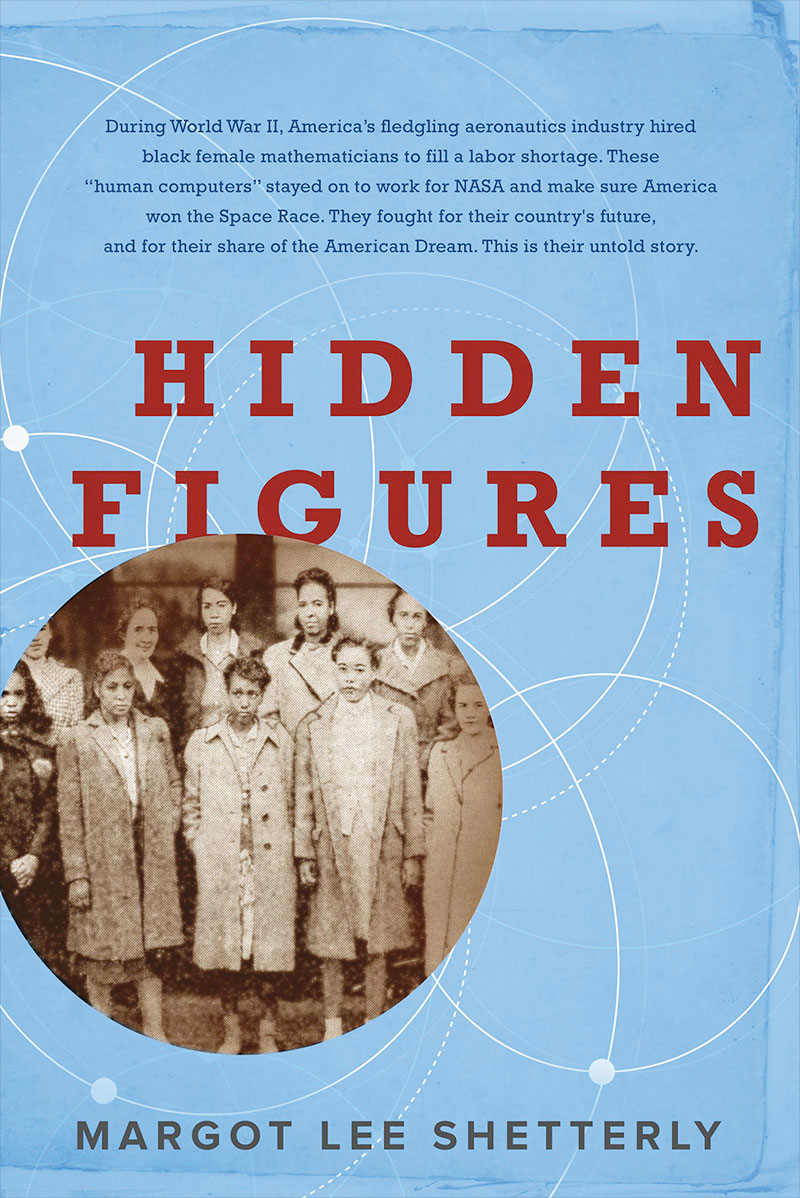 During World War II, America’s fledgling aeronautics industry hired
black female mathematicians to fill a labor shortage. These
“human computers” stayed on to work for NASA and make sure America
won the Space Race. They fought for their country's future,
and for their share of the American Dream. This is their untold story.
HIDDEN
FIGURES
MARGOT LEE SHETTERLY